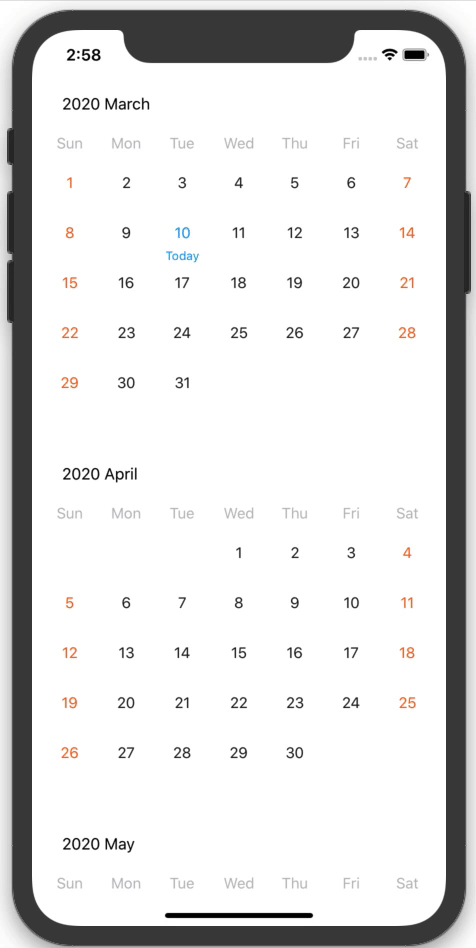 2:58
2020 March
Sun Mon Tue Wed Thu Fri Sat
1 2 3 4 5 6 7
8 9 10 11 12 13 14
Today
15 16 17 18 19 20 21
22 23 24 25 26 27 28
29 30 31
2020 April
Sun Mon Tue Wed Thu Fri Sat
1 2 3 4
5 6 7 8 9 10 11
12 13 14 15 16 17 18
19 20 21 22 23 24 25
26 27 28 29 30
2020 May
Sun Mon Tue Wed Thu Fri Sat